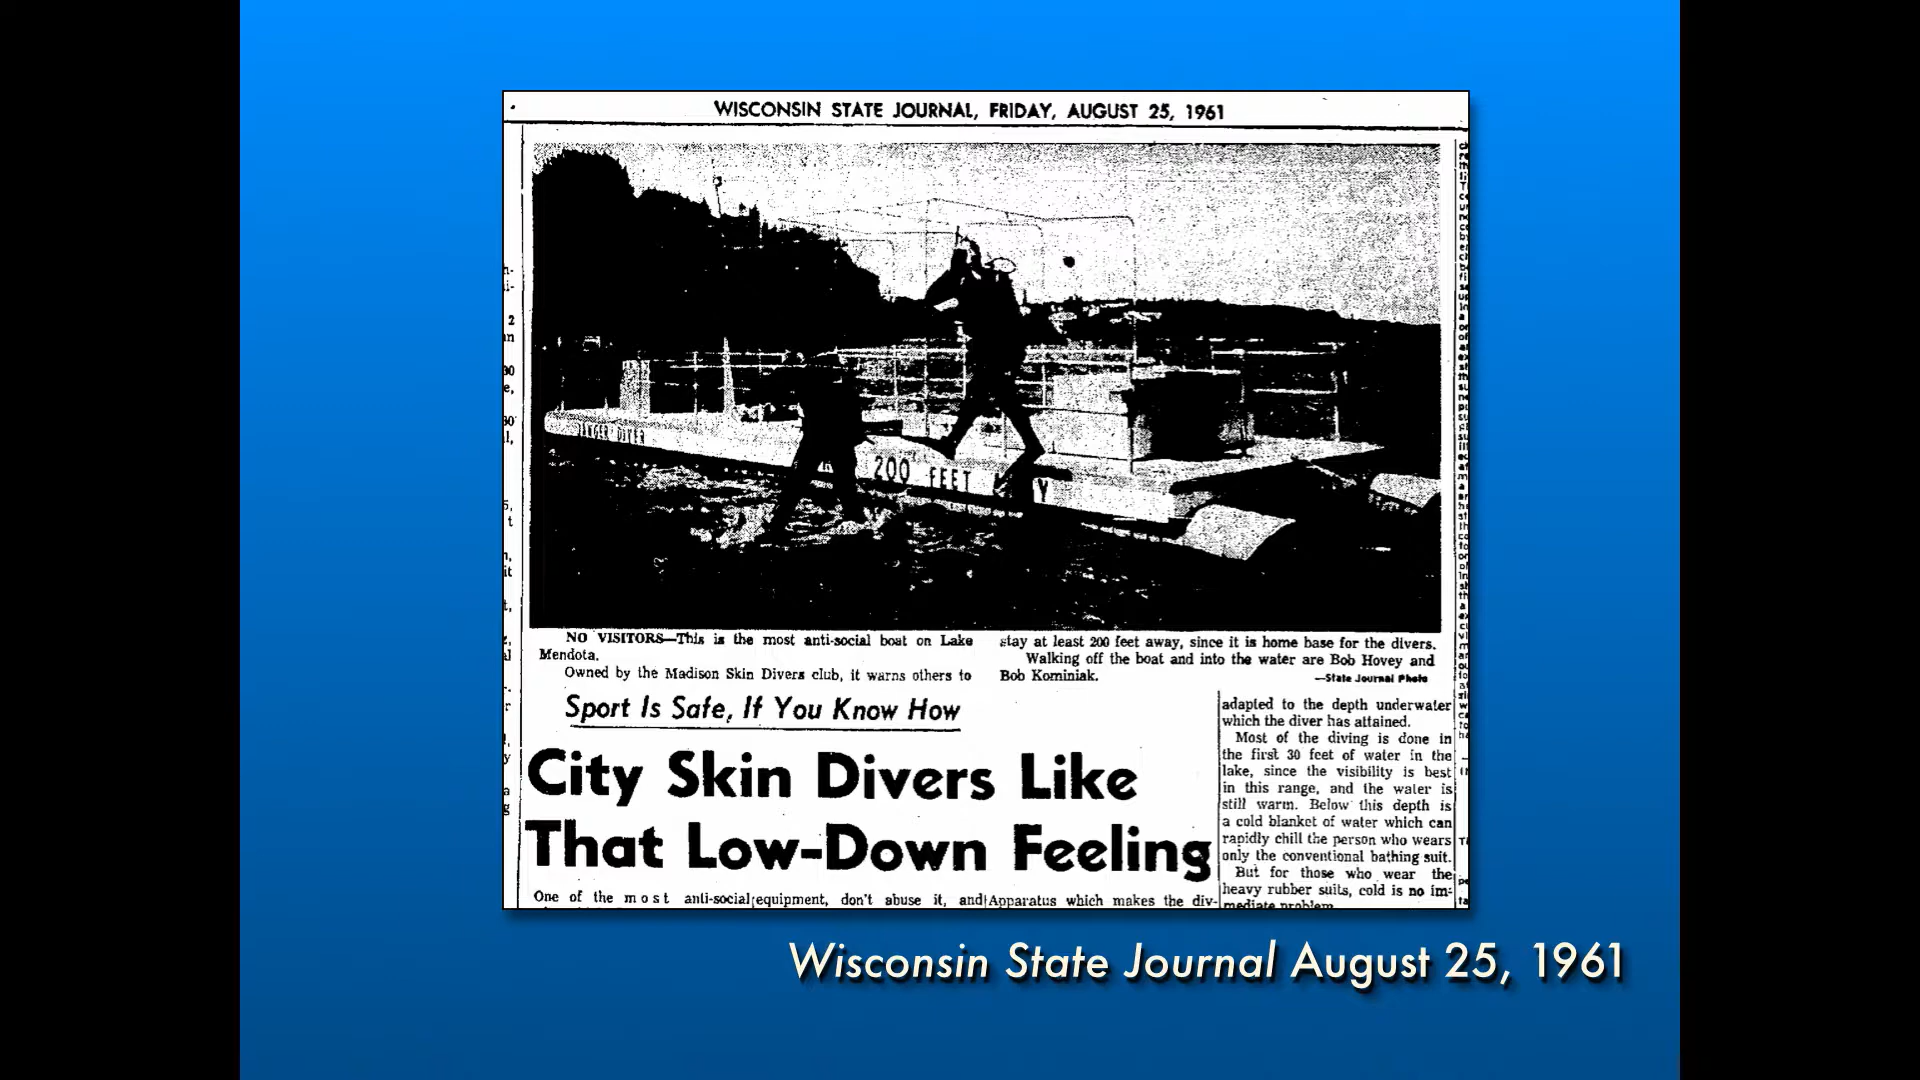 WISCONSIN STATE JOURNAL, FRIDAY, AUGUST 25, 1961
DANGER DIVER
200 FEET
NO VISITORS—This is the most anti-social boat on Lake
Mendota.
Owned by the Madison Skin Divers club, it warns others to
stay at least 200 feet away, since it is home base for the divers.
Walking off the boat and into the water are Bob Hovey and
Bob Kominiak.
—State Journal Photo
Sport Is Safe, If You Know How
City Skin Divers Like
That Low-Down Feeling
One of the most anti-social
equipment, don't abuse it, and
Apparatus which makes the div-
adapted to the depth underwater
which the diver has attained.
Most of the diving is done in
the first 30 feet of water in the
lake, since the visibility is best
in this range, and the water is
still warm. Below this depth is
a cold blanket of water which can
rapidly chill the person who wears
only the conventional bathing suit.
But for those who wear the
heavy rubber suits, cold is no im-
mediate problem.
Wisconsin State Journal August 25, 1961